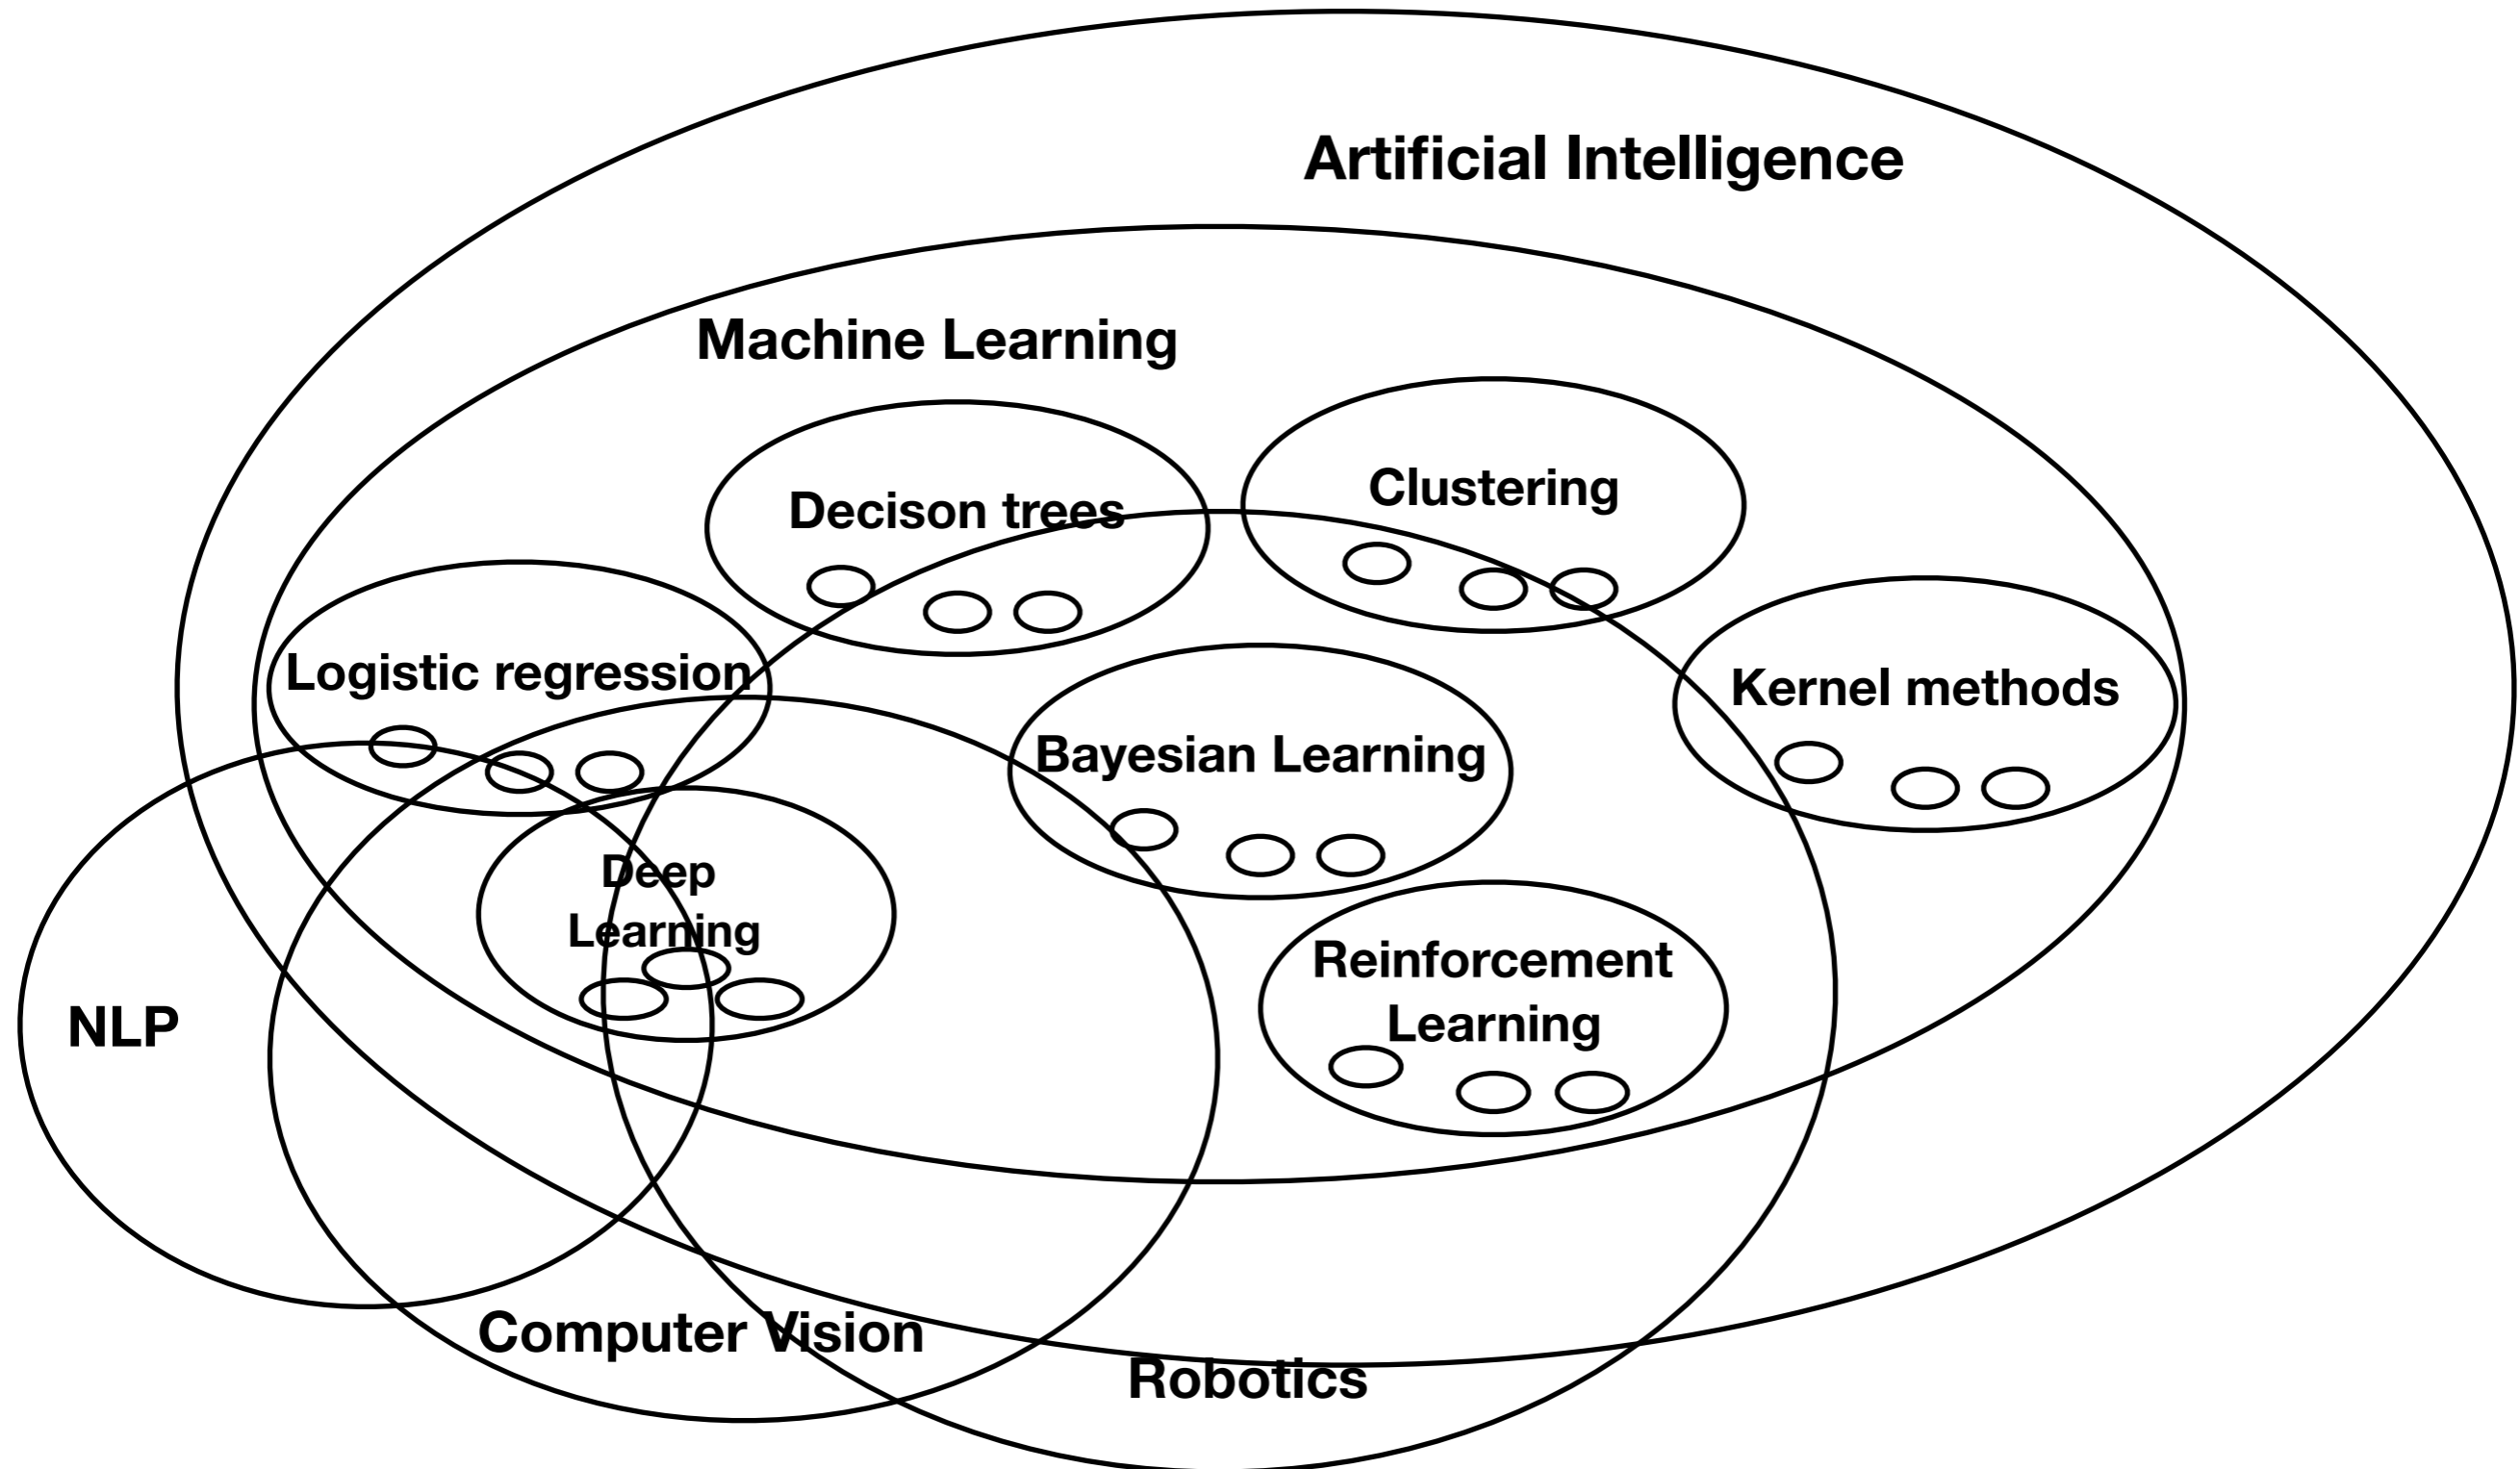 Artificial Intelligence
Machine Learning
Clustering
Decison trees
Logistic regression
Kernel methods
Bayesian Learning
Deep
Learning
Reinforcement
Learning
NLP
Computer Vision
Robotics